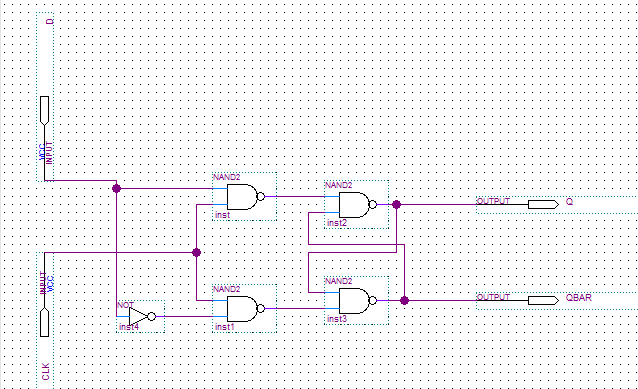 D
VCC
INPUT
NAND2
inst
NAND2
inst2
OUTPUT
Q
INPUT
VCC
CLK
NOT
inst4
NAND2
inst1
NAND2
inst3
OUTPUT
QBAR